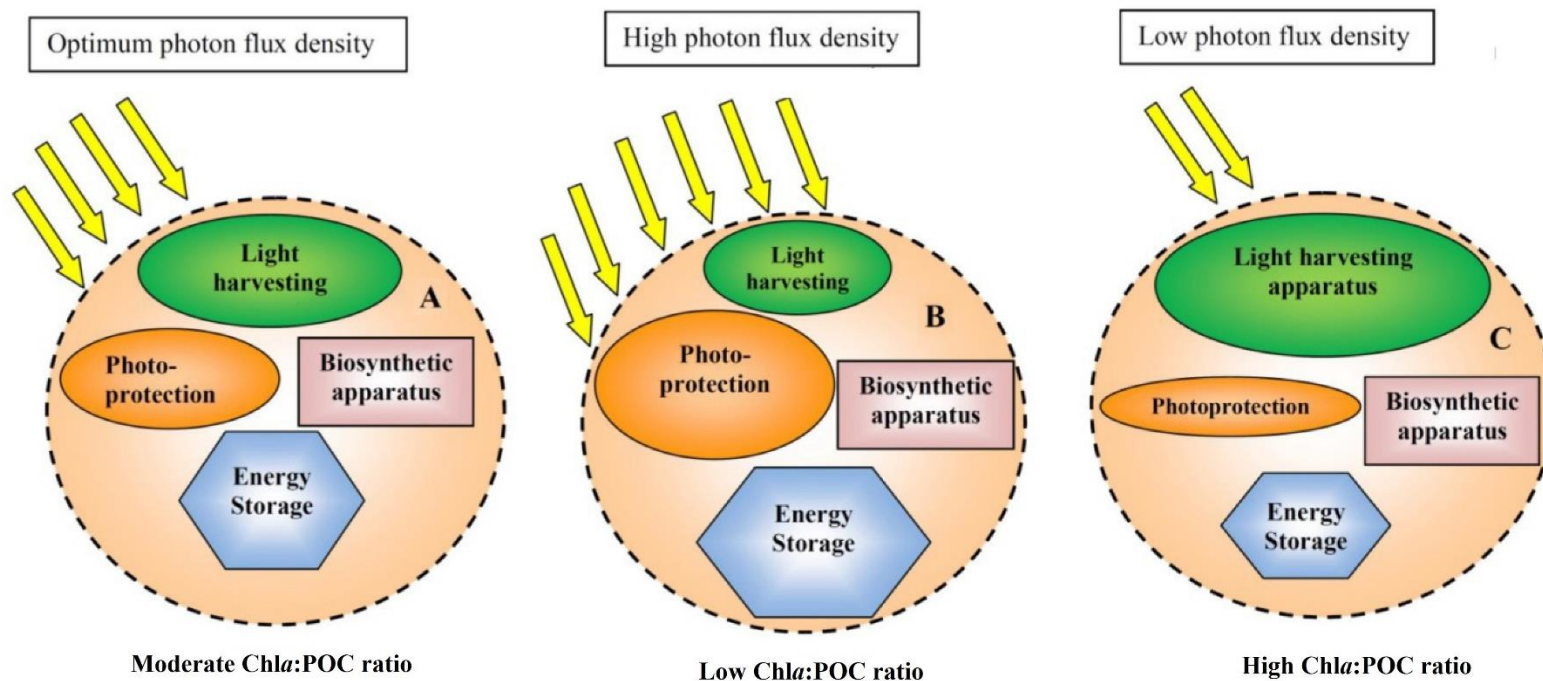 Optimum photon flux density
High photon flux density
Low photon flux density
Light
harvesting
A
Photo-
protection
Biosynthetic
apparatus
Energy
Storage
Moderate Chla:POC ratio
Light
harvesting
B
Photo-
protection
Biosynthetic
apparatus
Energy
Storage
Low Chla:POC ratio
Light harvesting
apparatus
C
Photoprotection
Biosynthetic
apparatus
Energy
Storage
High Chla:POC ratio